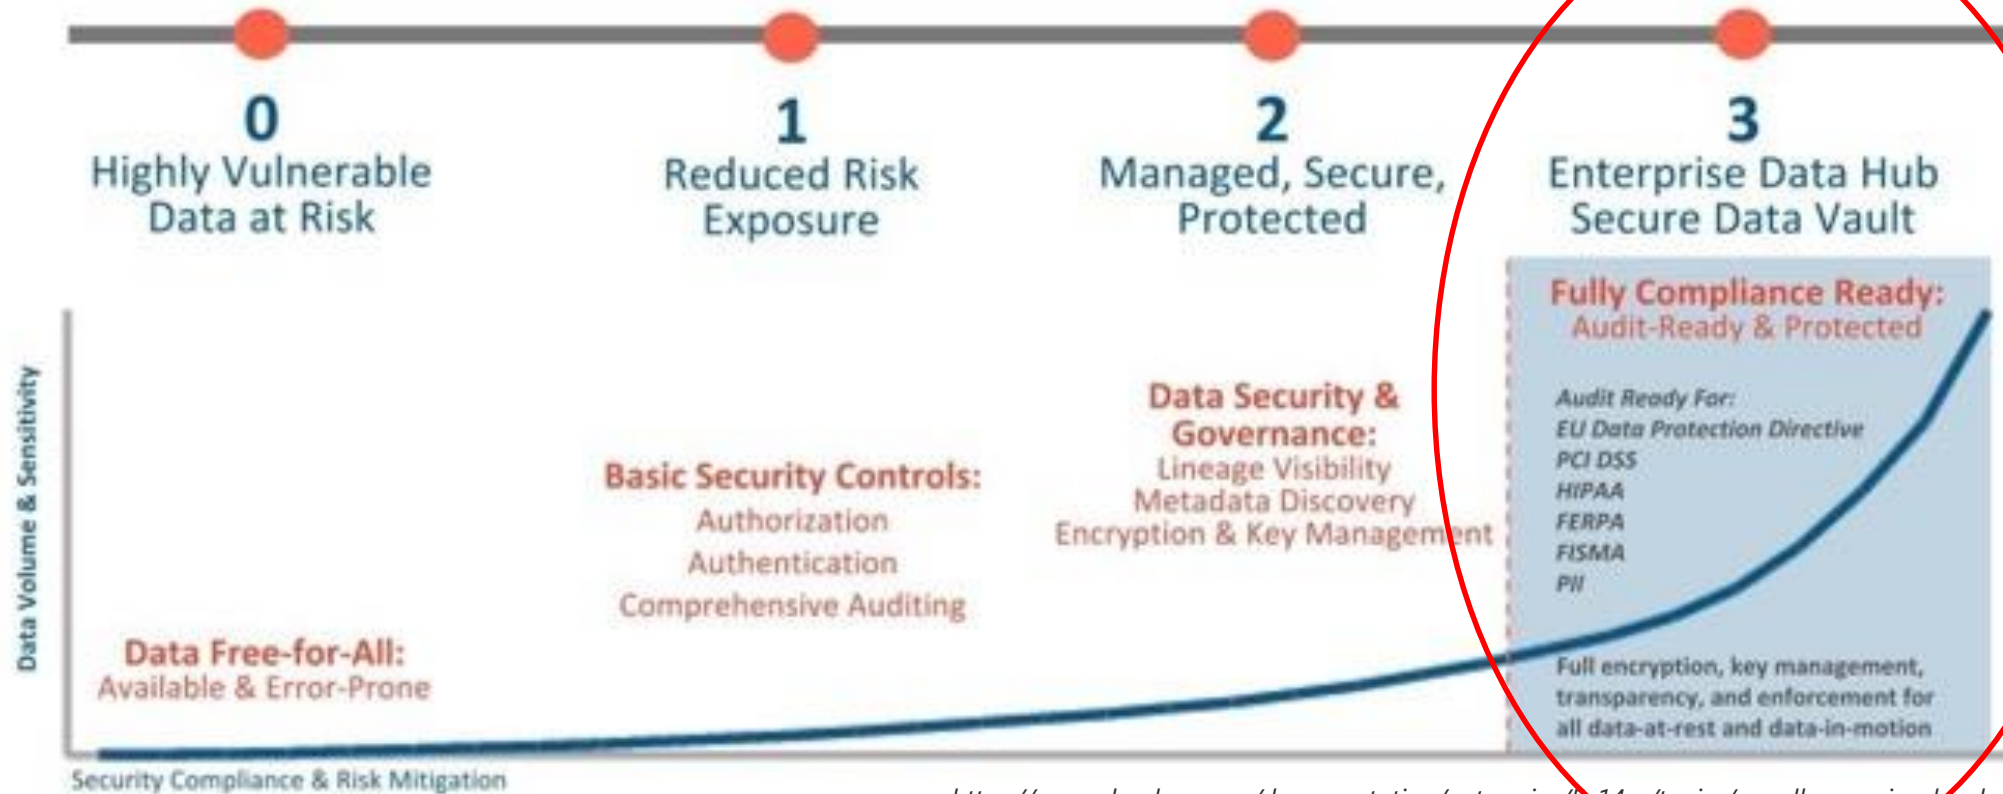 0
Highly Vulnerable
Data at Risk
1
Reduced Risk
Exposure
2
Managed, Secure,
Protected
3
Enterprise Data Hub
Secure Data Vault
Data Volume & Sensitivity
Data Free-for-All:
Available & Error-Prone
Basic Security Controls:
Authorization
Authentication
Comprehensive Auditing
Data Security &
Governance:
Lineage Visibility
Metadata Discovery
Encryption & Key Management
Fully Compliance Ready:
Audit-Ready & Protected
Audit Ready For:
EU Data Protection Directive
PCI DSS
HIPAA
FERPA
FISMA
PII
Full encryption, key management,
transparency, and enforcement for
all data-at-rest and data-in-motion
Security Compliance & Risk Mitigation